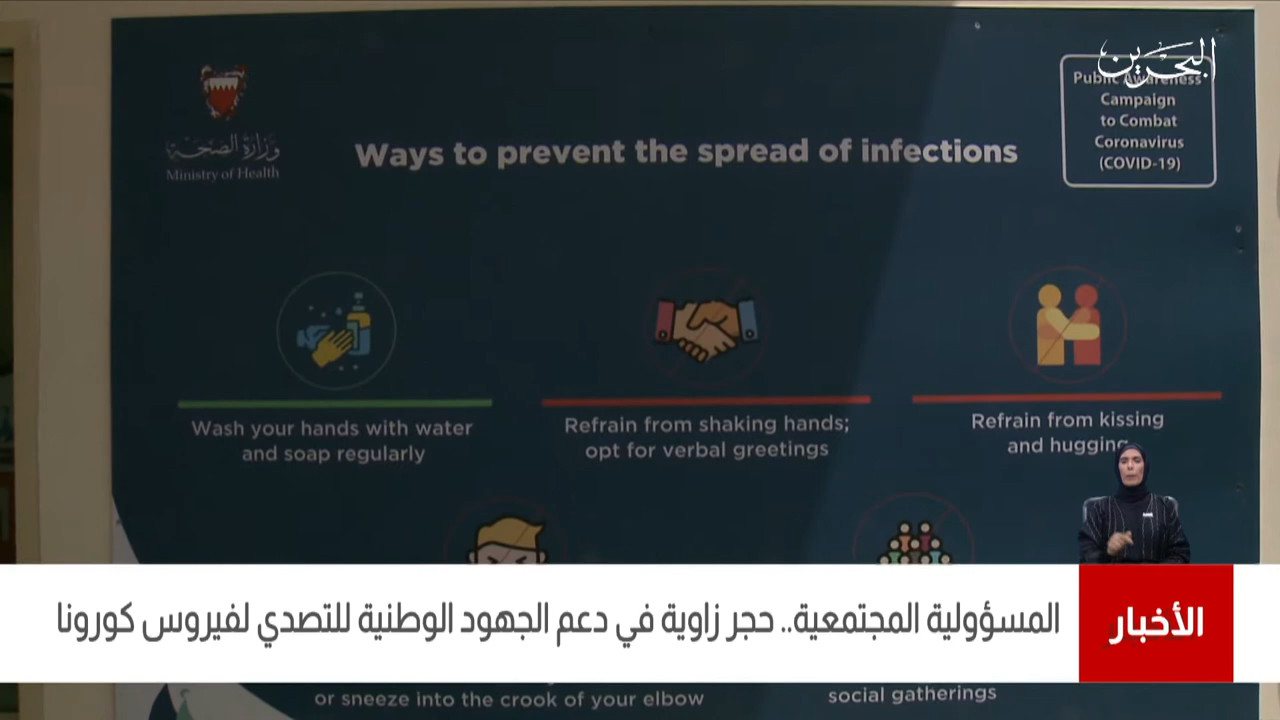 البحرين
Public Awareness
Campaign
to Combat
Coronavirus
(COVID-19)
وزارة الصحة
Ministry of Health
Ways to prevent the spread of infections
Wash your hands with water
and soap regularly
Refrain from shaking hands;
opt for verbal greetings
Refrain from kissing
and hugging
الأخبار
المسؤولية المجتمعية.. حجر زاوية في دعم الجهود الوطنية للتصدي لفيروس كورونا
or sneeze into the crook of your elbow
social gatherings